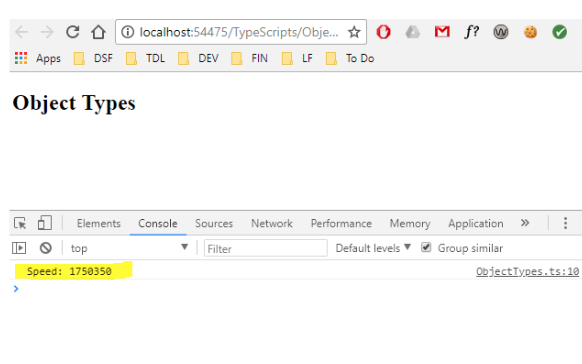 localhost:54475/TypeScripts/Obje...
f?
W
Apps DSF TDL DEV FIN LF To Do
Object Types
Elements Console Sources Network Performance Memory Application »
top Filter Default levels Group similar
Speed: 1750350 ObjectTypes.ts:10
>